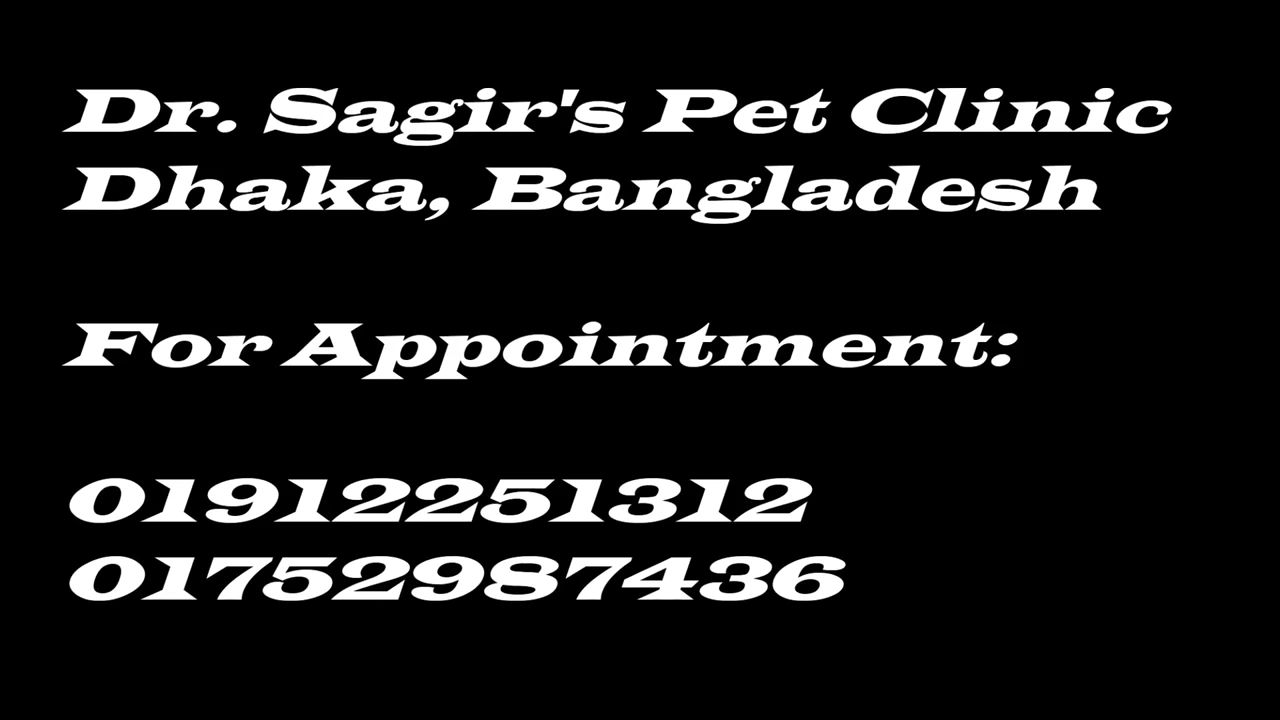 Dr. Sagir's Pet Clinic
Dhaka, Bangladesh
For Appointment:
01912251312
01752987436